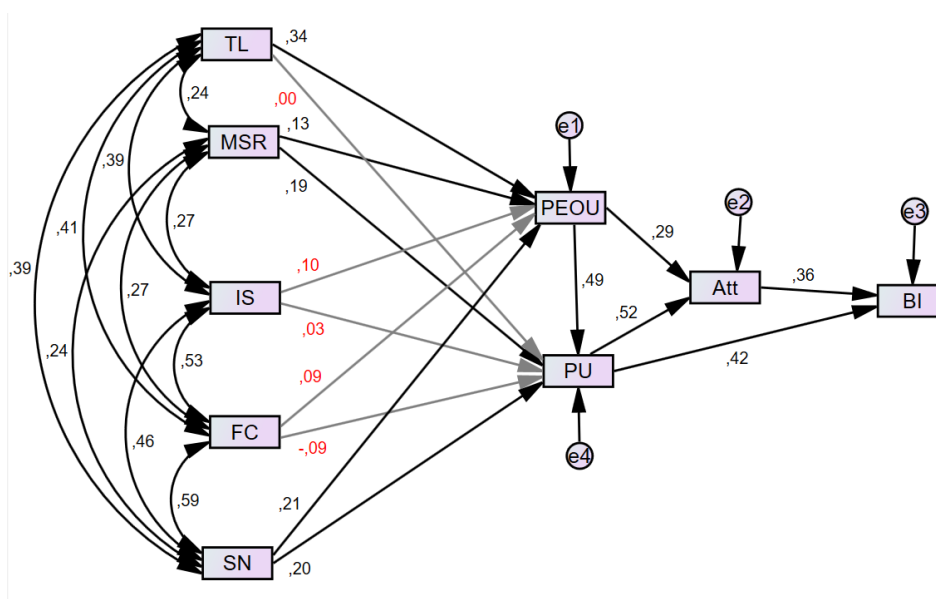 TL
,34
,24
,00
e1
MSR
,13
,39
,19
e2
PEOU
e3
,41
,27
,29
,39
,10
,49
Att
,36
BI
,27
IS
,52
,03
,24
,53
,09
PU
,42
,46
FC
-,09
e4
,59
,21
SN
,20